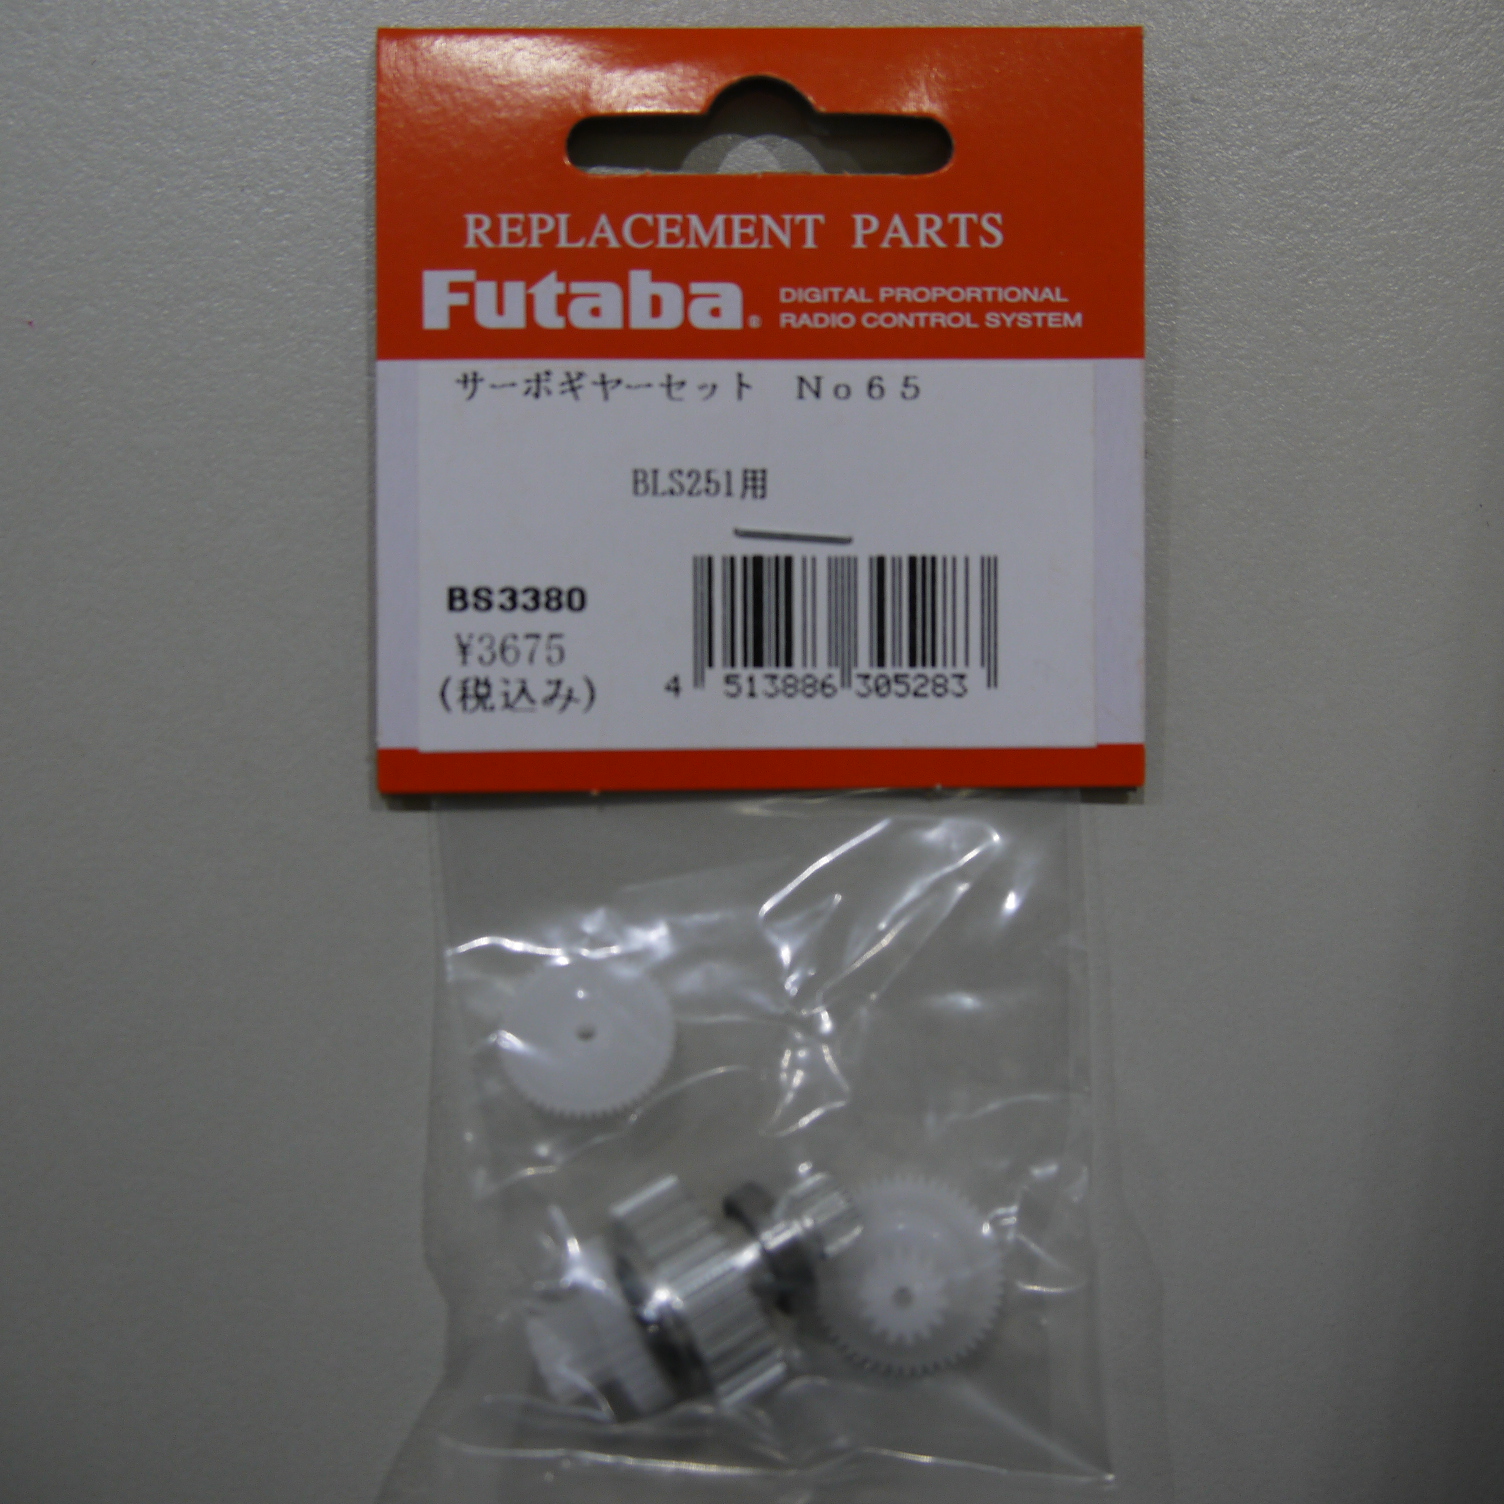 REPLACEMENT PARTS
Futaba®
DIGITAL PROPORTIONAL
RADIO CONTROL SYSTEM
サーボギヤーセット　No65
BLS251用
BS3380
¥3675
(税込み)
4 513886 305283